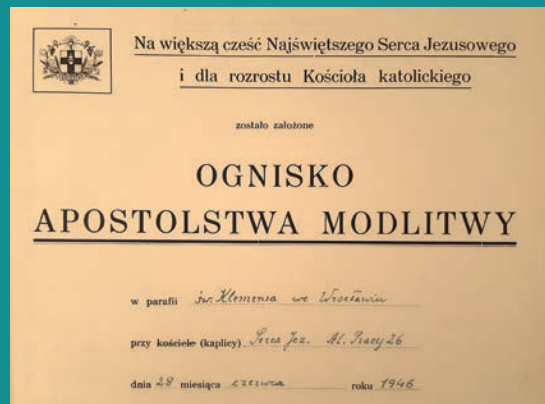 Na większą cześć Najświętszego Serca Jezusowego
i dla rozrostu Kościoła katolickiego
zostało założone
OGNISKO
APOSTOLSTWA MODLITWY
w parafii św. Klemensa we Wrocławiu
przy kościele (kaplicy) Serca Jez. Al. Pracy 26
dnia 28 miesiąca czerwca roku 1946